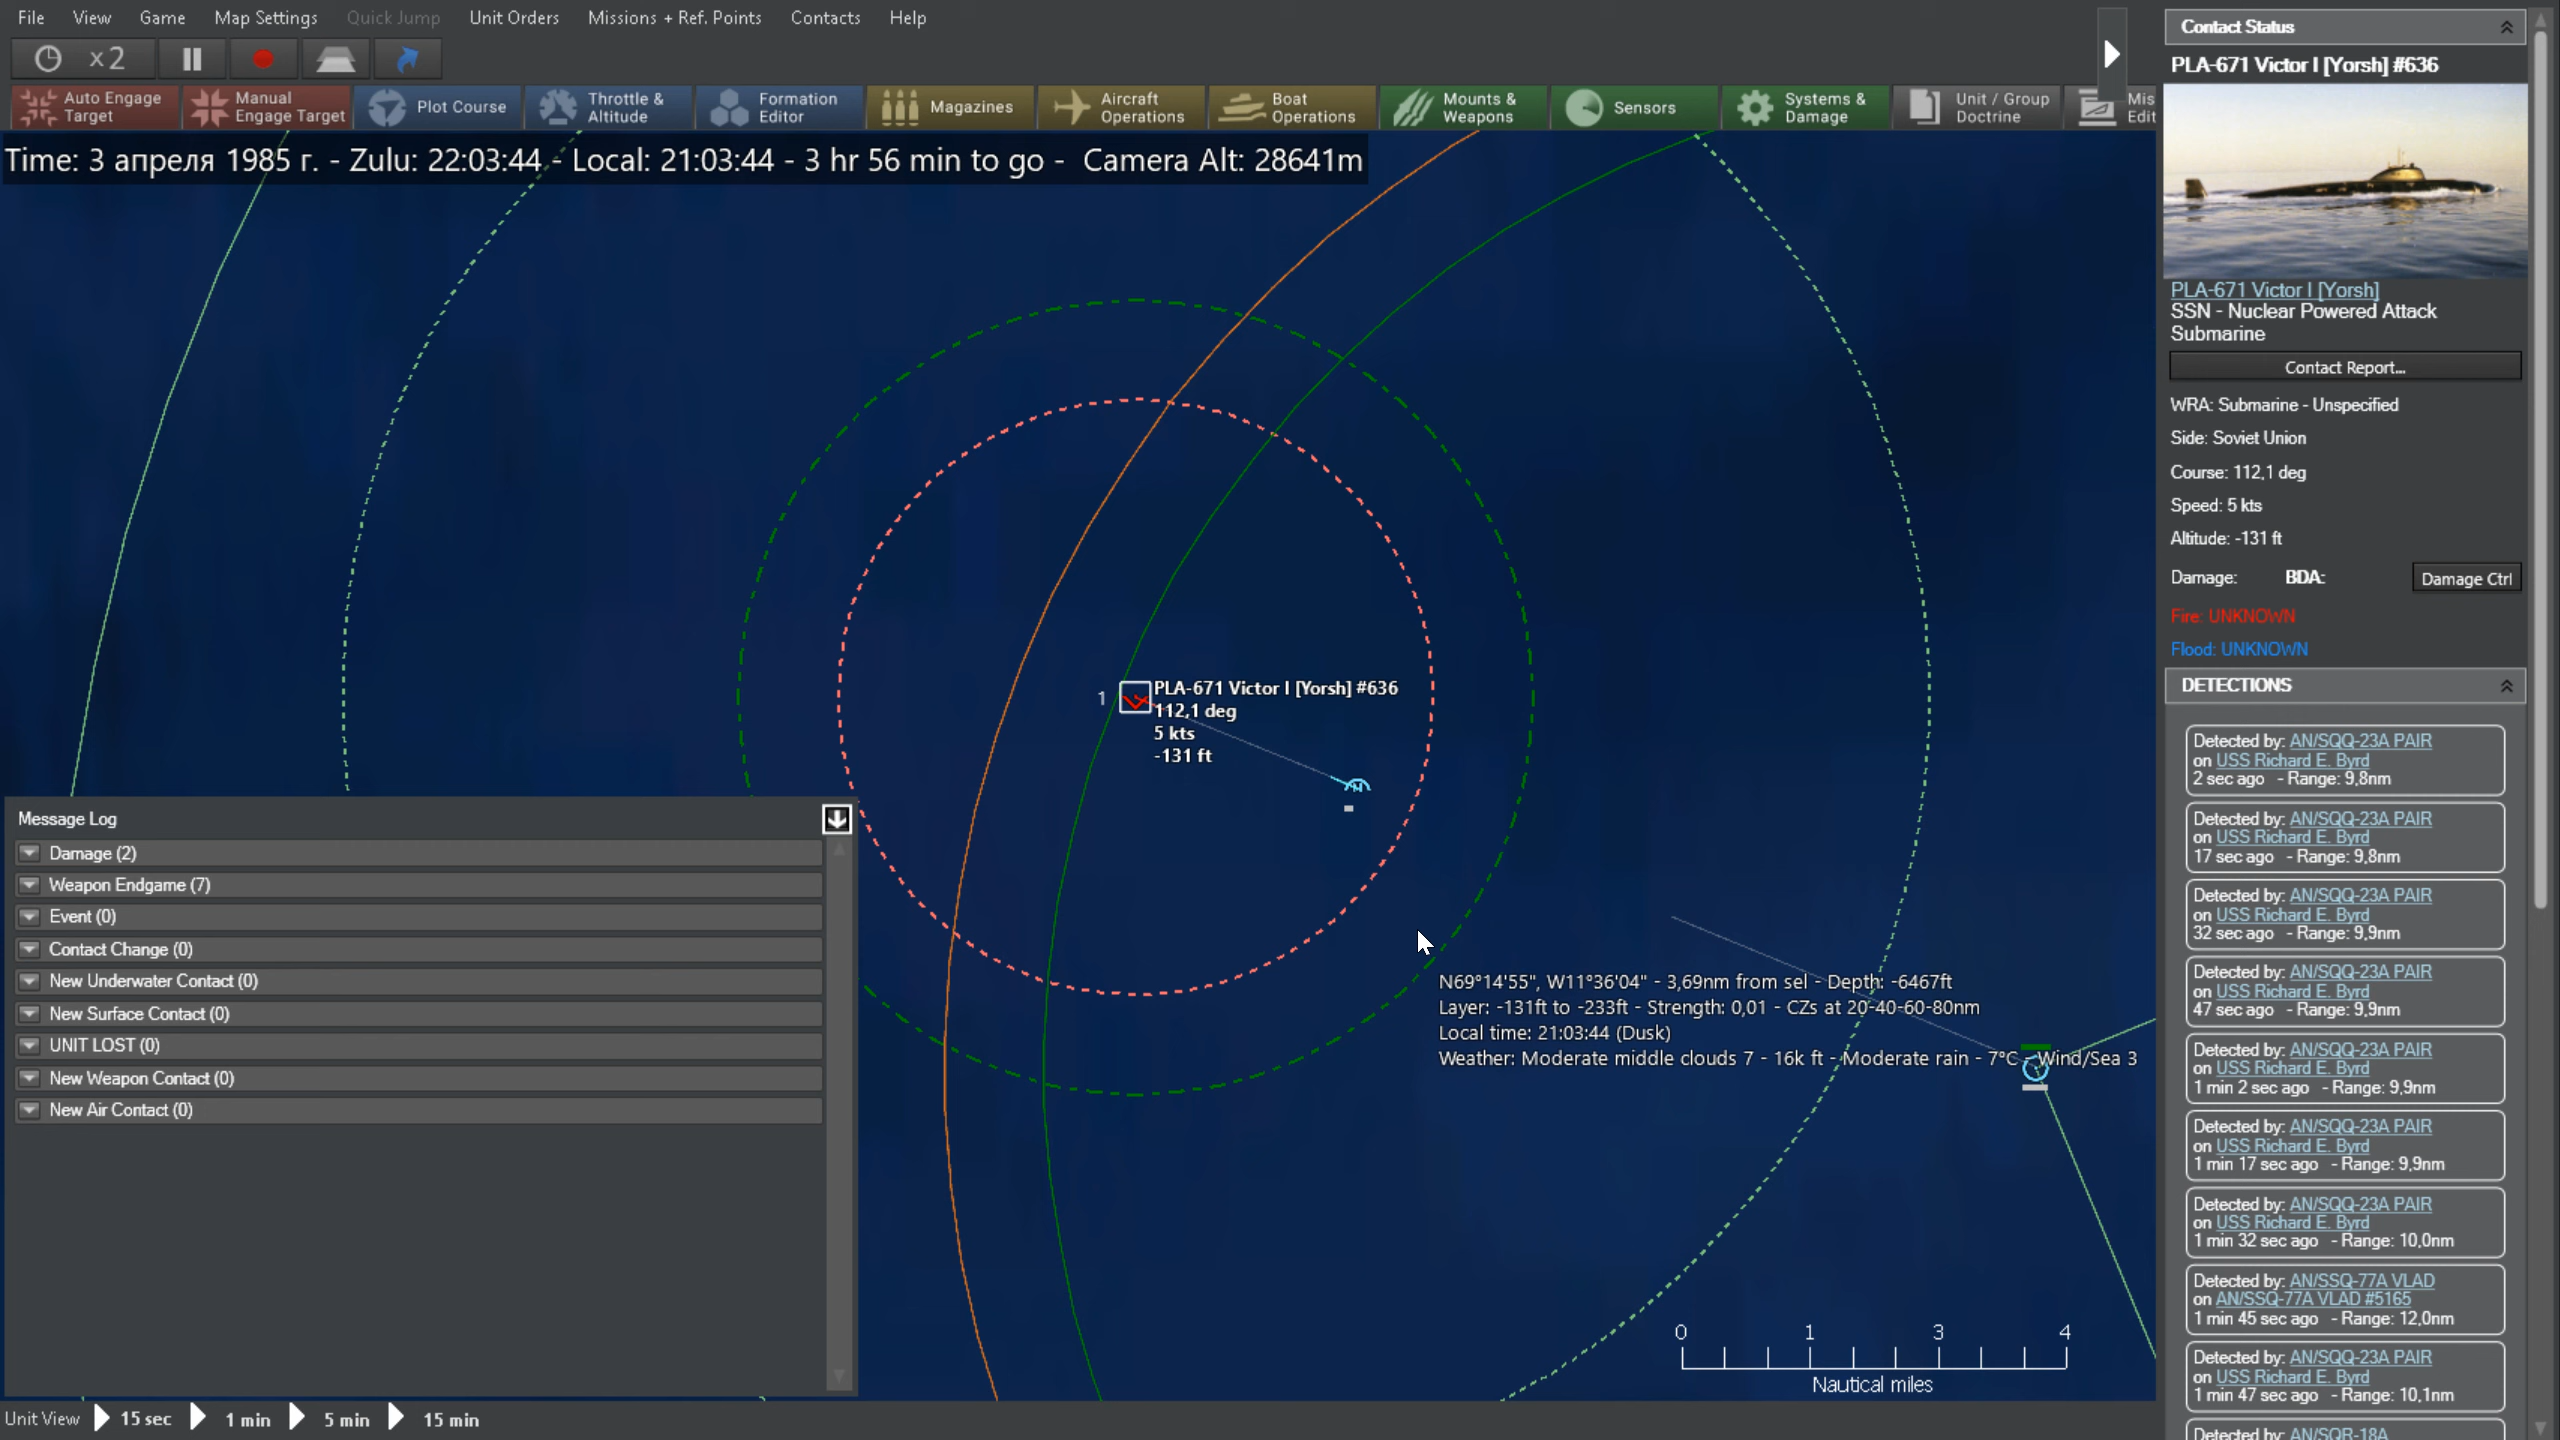 File View Game Map Settings Quick Jump Unit Orders Missions + Ref. Points Contacts Help
x2
Auto Engage Target
Manual Engage Target
Plot Course
Throttle & Altitude
Formation Editor
Magazines
Aircraft Operations
Boat Operations
Mounts & Weapons
Sensors
Systems & Damage
Unit / Group Doctrine
Mis
Edit
Time: 3 апреля 1985 г. - Zulu: 22:03:44 - Local: 21:03:44 - 3 hr 56 min to go - Camera Alt: 28641m
1
PLA-671 Victor I [Yorsh] #636
112,1 deg
5 kts
-131 ft
N69°14'55", W11°36'04" - 3,69nm from sel - Depth: -6467ft
Layer: -131ft to -233ft - Strength: 0,01 - CZs at 20-40-60-80nm
Local time: 21:03:44 (Dusk)
Weather: Moderate middle clouds 7 - 16k ft - Moderate rain - 7°C - Wind/Sea 3
Message Log
Damage (2)
Weapon Endgame (7)
Event (0)
Contact Change (0)
New Underwater Contact (0)
New Surface Contact (0)
UNIT LOST (0)
New Weapon Contact (0)
New Air Contact (0)
0 1 3 4
Nautical miles
Unit View 15 sec 1 min 5 min 15 min
Contact Status
PLA-671 Victor I [Yorsh] #636
PLA-671 Victor I [Yorsh]
SSN - Nuclear Powered Attack
Submarine
Contact Report...
WRA: Submarine - Unspecified
Side: Soviet Union
Course: 112,1 deg
Speed: 5 kts
Altitude: -131 ft
Damage: BDA: Damage Ctrl
Fire: UNKNOWN
Flood: UNKNOWN
DETECTIONS
Detected by: AN/SQQ-23A PAIR
on USS Richard E. Byrd
2 sec ago - Range: 9,8nm
Detected by: AN/SQQ-23A PAIR
on USS Richard E. Byrd
17 sec ago - Range: 9,8nm
Detected by: AN/SQQ-23A PAIR
on USS Richard E. Byrd
32 sec ago - Range: 9,9nm
Detected by: AN/SQQ-23A PAIR
on USS Richard E. Byrd
47 sec ago - Range: 9,9nm
Detected by: AN/SQQ-23A PAIR
on USS Richard E. Byrd
1 min 2 sec ago - Range: 9,9nm
Detected by: AN/SQQ-23A PAIR
on USS Richard E. Byrd
1 min 17 sec ago - Range: 9,9nm
Detected by: AN/SQQ-23A PAIR
on USS Richard E. Byrd
1 min 32 sec ago - Range: 10,0nm
Detected by: AN/SSQ-77A VLAD
on AN/SSQ-77A VLAD #5165
1 min 45 sec ago - Range: 12,0nm
Detected by: AN/SQQ-23A PAIR
on USS Richard E. Byrd
1 min 47 sec ago - Range: 10,1nm
Detected by: AN/SQR-18A